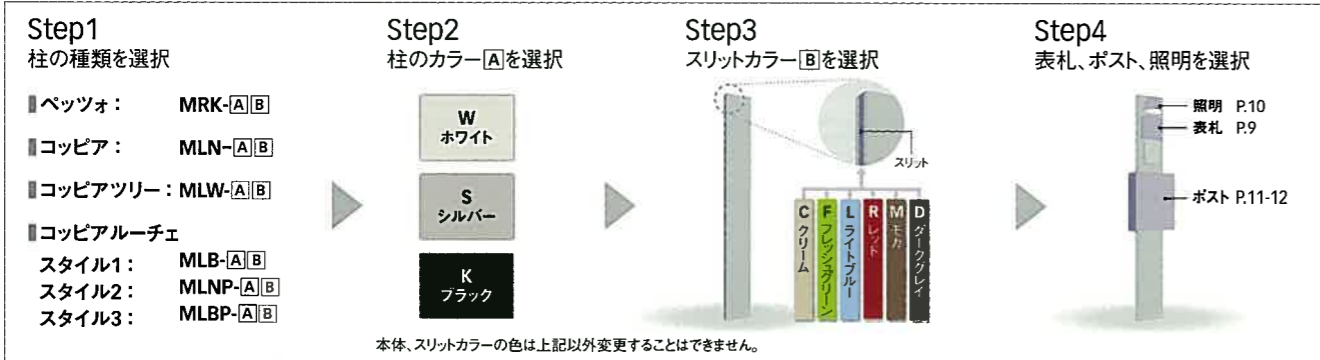 Step1
柱の種類を選択
ペッツォ： MRK-AB
コッピア： MLN-AB
コッピアツリー： MLW-AB
コッピアルーチェ
スタイル1： MLB-AB
スタイル2： MLNP-AB
スタイル3： MLBP-AB
Step2
柱のカラーAを選択
W
ホワイト
S
シルバー
K
ブラック
Step3
スリットカラーBを選択
スリット
C クリーム
F フレッシュグリーン
L ライトブルー
R レッド
M モカ
D ダークグレイ
Step4
表札、ポスト、照明を選択
照明 P.10
表札 P.9
ポスト P.11-12
本体、スリットカラーの色は上記以外変更することはできません。